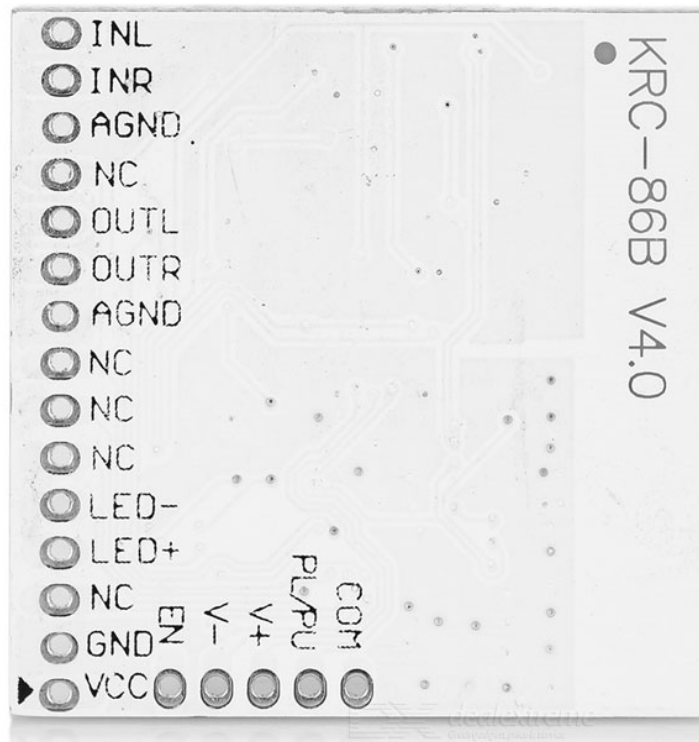 INL
INR
AGND
NC
OUTL
OUTR
AGND
NC
NC
NC
LED-
LED+
NC
GND
VCC
EN
V-
V+
PL/PU
COM
KRC-86B V4.0
dealextreme